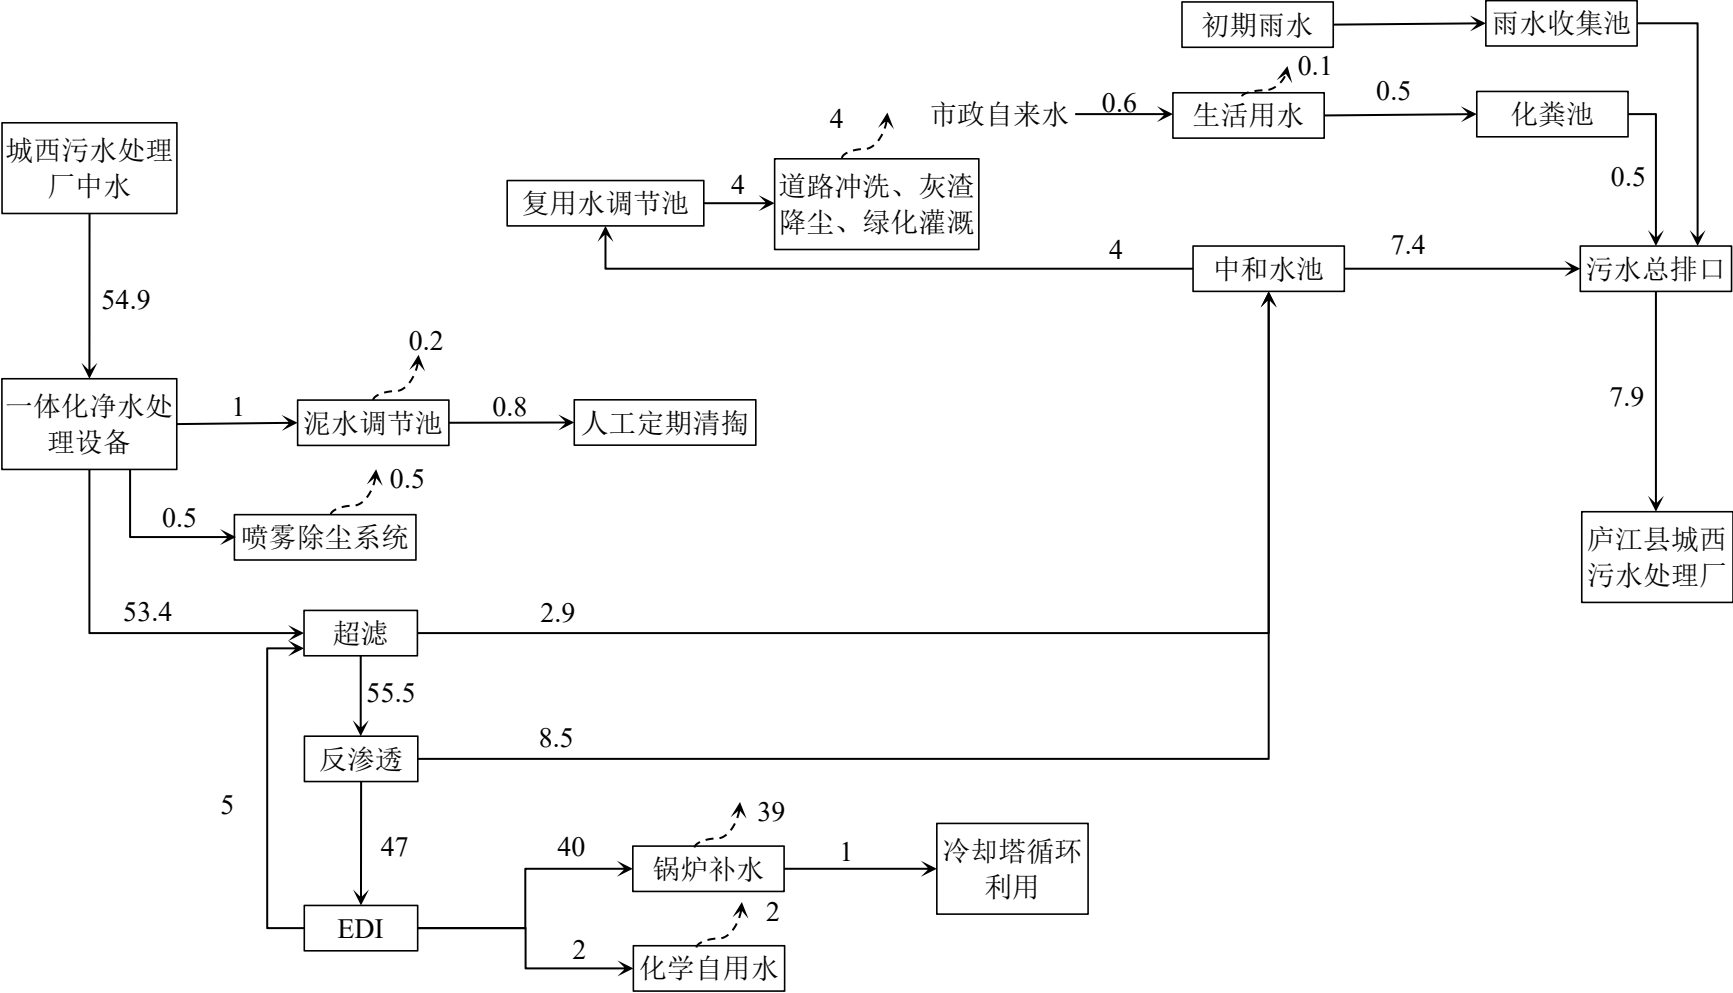 初期雨水
雨水收集池
0.1
市政自来水
0.6
生活用水
0.5
化粪池
4
城西污水处理
厂中水
复用水调节池
4
道路冲洗、灰渣
降尘、绿化灌溉
0.5
4
中和水池
7.4
污水总排口
54.9
0.2
一体化净水处
理设备
1
泥水调节池
0.8
人工定期清掏
7.9
0.5
0.5
喷雾除尘系统
庐江县城西
污水处理厂
53.4
超滤
2.9
55.5
反渗透
8.5
5
47
39
40
锅炉补水
1
冷却塔循环
利用
EDI
2
2
化学自用水